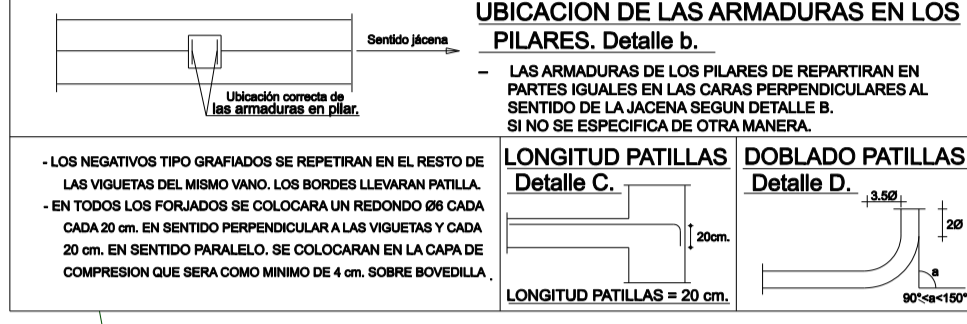 UBICACION DE LAS ARMADURAS EN LOS
PILARES. Detalle b.
Sentido jácena
Ubicación correcta de
las armaduras en pilar.
- LAS ARMADURAS DE LOS PILARES DE REPARTIRAN EN
PARTES IGUALES EN LAS CARAS PERPENDICULARES AL
SENTIDO DE LA JACENA SEGUN DETALLE B.
SI NO SE ESPECIFICA DE OTRA MANERA.
- LOS NEGATIVOS TIPO GRAFIADOS SE REPETIRAN EN EL RESTO DE
LAS VIGUETAS DEL MISMO VANO. LOS BORDES LLEVARAN PATILLA.
- EN TODOS LOS FORJADOS SE COLOCARA UN REDONDO Ø6 CADA
CADA 20 cm. EN SENTIDO PERPENDICULAR A LAS VIGUETAS Y CADA
20 cm. EN SENTIDO PARALELO. SE COLOCARAN EN LA CAPA DE
COMPRESION QUE SERA COMO MINIMO DE 4 cm. SOBRE BOVEDILLA .
LONGITUD PATILLAS
Detalle C.
20cm.
LONGITUD PATILLAS = 20 cm.
DOBLADO PATILLAS
Detalle D.
3.5Ø
2Ø
a
90°<a<150°